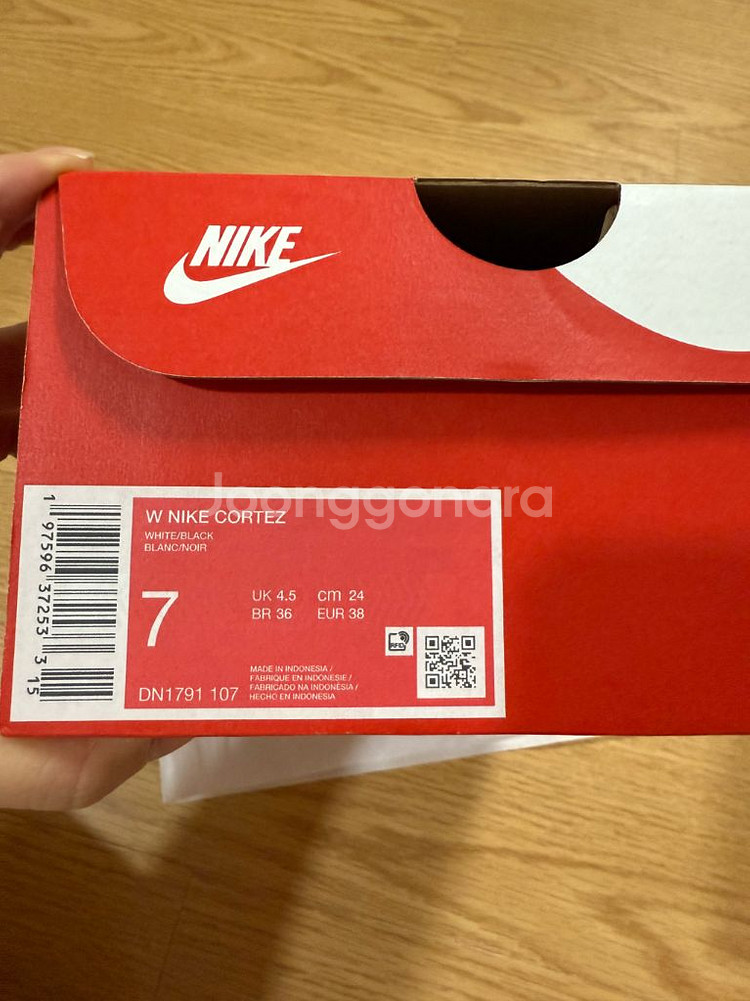 NIKE
Joonggonara
W NIKE CORTEZ
WHITE/BLACK
BLANC/NOIR
7
UK 4.5 cm 24
BR 36 EUR 38
RFID
MADE IN INDONESIA /
FABRIQUE EN INDONESIE /
FABRICADO NA INDONÉSIA /
HECHO EN INDONESIA
DN1791 107
1 97596 37253 3 15